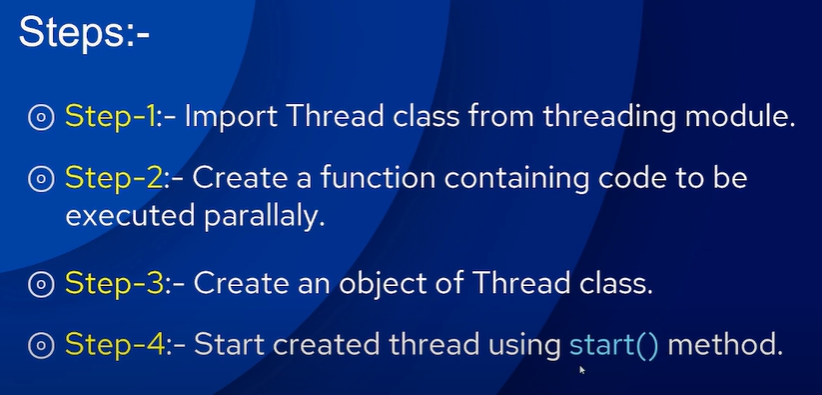 Steps:-
Step-1:- Import Thread class from threading module.
Step-2:- Create a function containing code to be
executed parallaly.
Step-3:- Create an object of Thread class.
Step-4:- Start created thread using start() method.